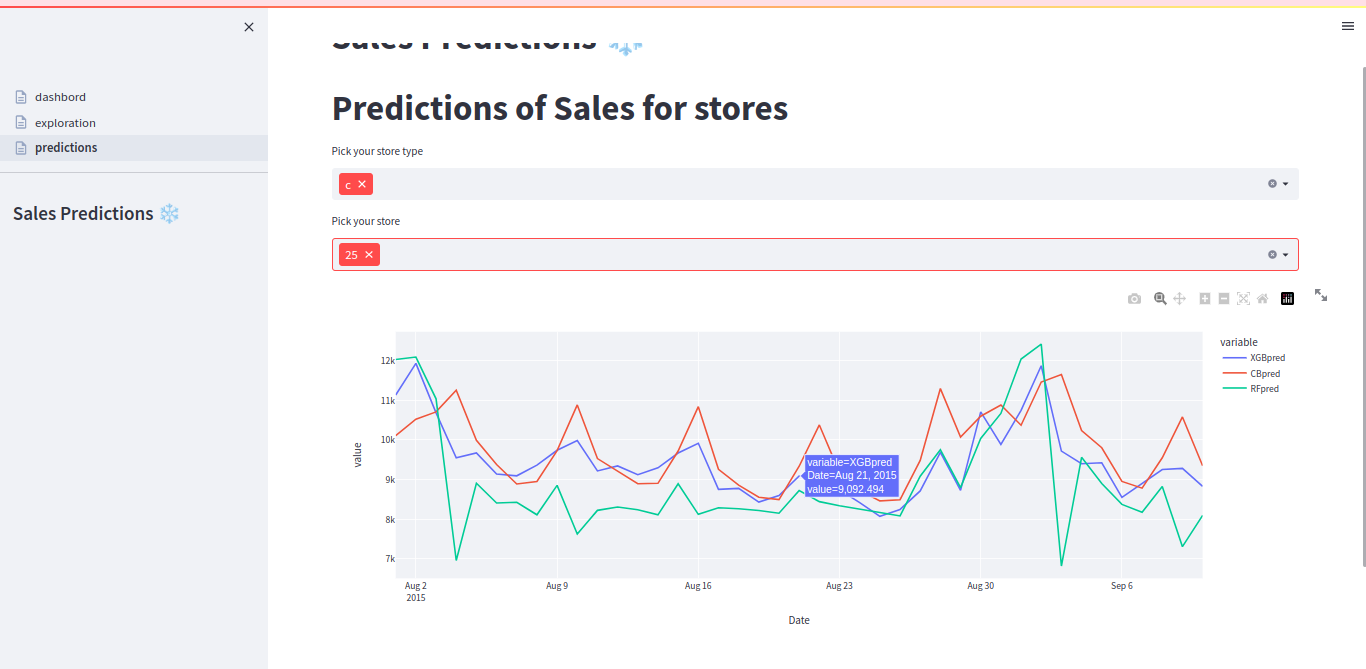 dashbord
exploration
predictions
Sales Predictions
Sales Predictions
Predictions of Sales for stores
Pick your store type
c
Pick your store
25
variable
XGBpred
CBpred
RFpred
12k
11k
10k
9k
8k
7k
value
variable=XGBpred
Date=Aug 21, 2015
value=9,092.494
Aug 2
2015
Aug 9
Aug 16
Aug 23
Aug 30
Sep 6
Date